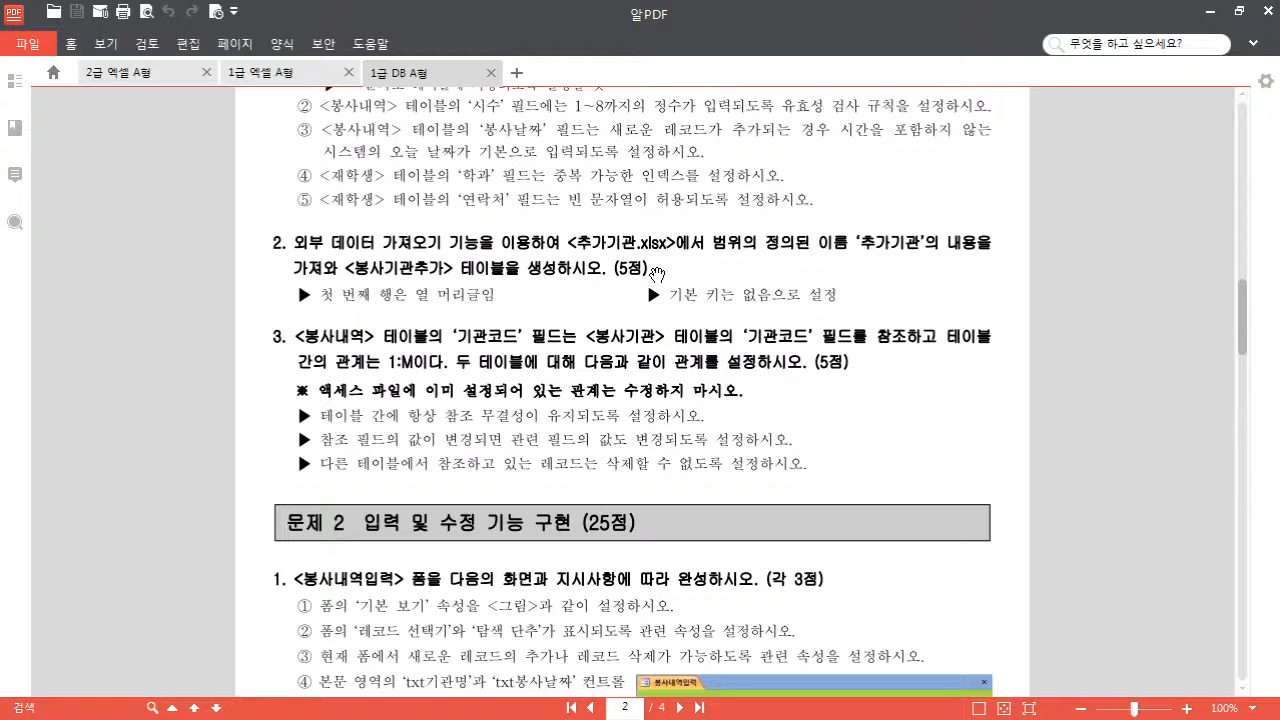 알PDF
파일 홈 보기 검토 편집 페이지 양식 보안 도움말
무엇을 하고 싶으세요?
2급 엑셀 A형 1급 엑셀 A형 1급 DB A형
② <봉사내역> 테이블의 ‘시수’ 필드에는 1~8까지의 정수가 입력되도록 유효성 검사 규칙을 설정하시오.
③ <봉사내역> 테이블의 ‘봉사날짜’ 필드는 새로운 레코드가 추가되는 경우 시간을 포함하지 않는
시스템의 오늘 날짜가 기본으로 입력되도록 설정하시오.
④ <재학생> 테이블의 ‘학과’ 필드는 중복 가능한 인덱스를 설정하시오.
⑤ <재학생> 테이블의 ‘연락처’ 필드는 빈 문자열이 허용되도록 설정하시오.
2. 외부 데이터 가져오기 기능을 이용하여 <추가기관.xlsx>에서 범위의 정의된 이름 ‘추가기관’의 내용을
가져와 <봉사기관추가> 테이블을 생성하시오. (5점)
▶ 첫 번째 행은 열 머리글임 ▶ 기본 키는 없음으로 설정
3. <봉사내역> 테이블의 ‘기관코드’ 필드는 <봉사기관> 테이블의 ‘기관코드’ 필드를 참조하고 테이블
간의 관계는 1:M이다. 두 테이블에 대해 다음과 같이 관계를 설정하시오. (5점)
※ 액세스 파일에 이미 설정되어 있는 관계는 수정하지 마시오.
▶ 테이블 간에 항상 참조 무결성이 유지되도록 설정하시오.
▶ 참조 필드의 값이 변경되면 관련 필드의 값도 변경되도록 설정하시오.
▶ 다른 테이블에서 참조하고 있는 레코드는 삭제할 수 없도록 설정하시오.
문제 2 입력 및 수정 기능 구현 (25점)
1. <봉사내역입력> 폼을 다음의 화면과 지시사항에 따라 완성하시오. (각 3점)
① 폼의 ‘기본 보기’ 속성을 <그림>과 같이 설정하시오.
② 폼의 ‘레코드 선택기’와 ‘탐색 단추’가 표시되도록 관련 속성을 설정하시오.
③ 현재 폼에서 새로운 레코드의 추가나 레코드 삭제가 가능하도록 관련 속성을 설정하시오.
④ 본문 영역의 ‘txt기관명’과 ‘txt봉사날짜’ 컨트롤 봉사내역입력
검색 2 / 4 100%